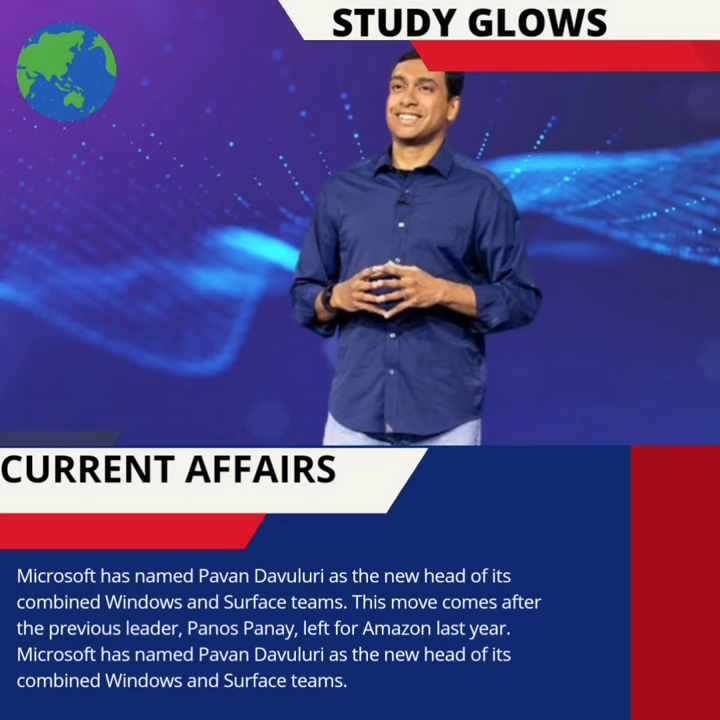 STUDY GLOWS
CURRENT AFFAIRS
Microsoft has named Pavan Davuluri as the new head of its
combined Windows and Surface teams. This move comes after
the previous leader, Panos Panay, left for Amazon last year.
Microsoft has named Pavan Davuluri as the new head of its
combined Windows and Surface teams.